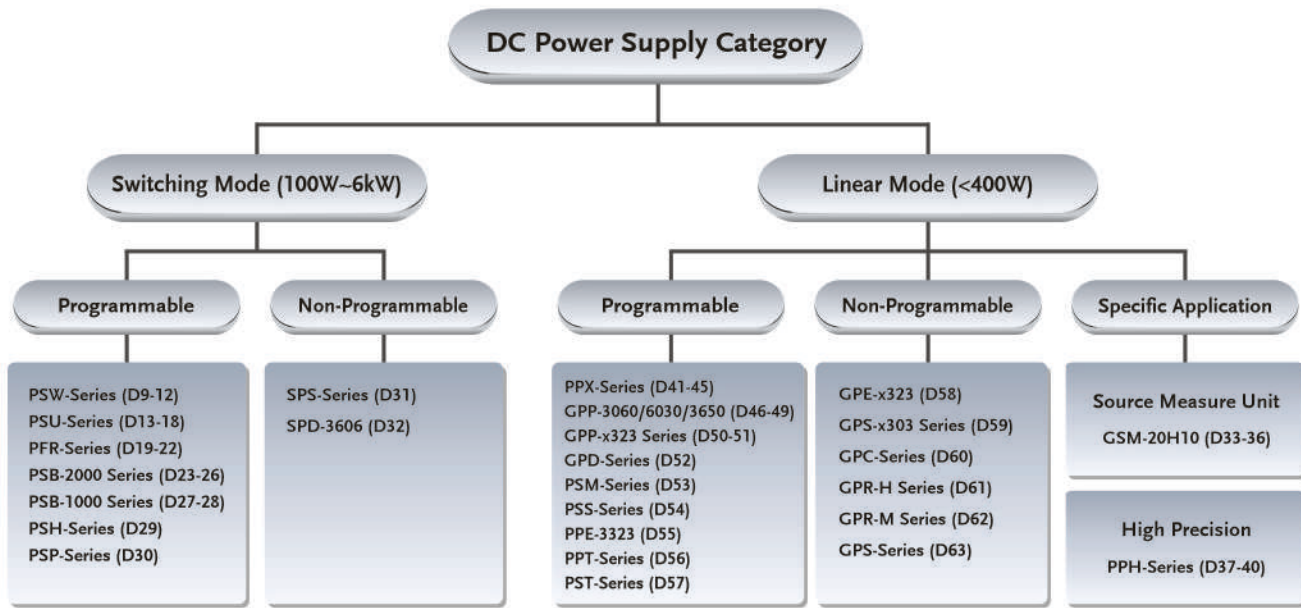 DC Power Supply Category
Switching Mode (100W~6kW)
Linear Mode (<400W)
Programmable
Non-Programmable
Programmable
Non-Programmable
Specific Application
PSW-Series (D9-12)
PSU-Series (D13-18)
PFR-Series (D19-22)
PSB-2000 Series (D23-26)
PSB-1000 Series (D27-28)
PSH-Series (D29)
PSP-Series (D30)
SPS-Series (D31)
SPD-3606 (D32)
PPX-Series (D41-45)
GPP-3060/6030/3650 (D46-49)
GPP-x323 Series (D50-51)
GPD-Series (D52)
PSM-Series (D53)
PSS-Series (D54)
PPE-3323 (D55)
PPT-Series (D56)
PST-Series (D57)
GPE-x323 (D58)
GPS-x303 Series (D59)
GPC-Series (D60)
GPR-H Series (D61)
GPR-M Series (D62)
GPS-Series (D63)
Source Measure Unit
GSM-20H10 (D33-36)
High Precision
PPH-Series (D37-40)